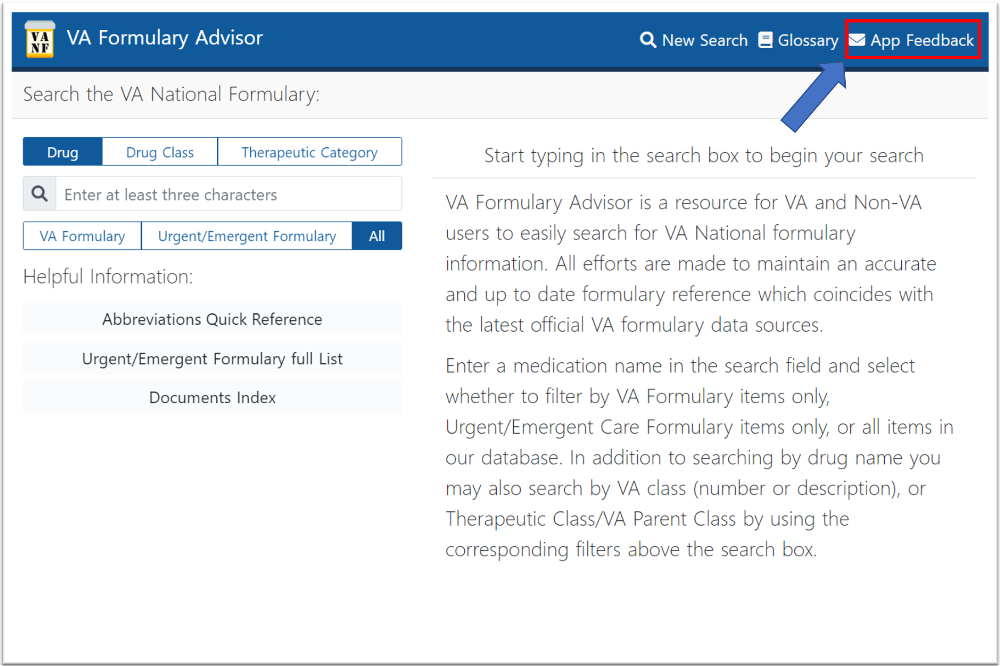 VA
NF
VA Formulary Advisor
New Search
Glossary
App Feedback
Search the VA National Formulary:
Drug
Drug Class
Therapeutic Category
Enter at least three characters
VA Formulary
Urgent/Emergent Formulary
All
Helpful Information:
Abbreviations Quick Reference
Urgent/Emergent Formulary full List
Documents Index
Start typing in the search box to begin your search
VA Formulary Advisor is a resource for VA and Non-VA
users to easily search for VA National formulary
information. All efforts are made to maintain an accurate
and up to date formulary reference which coincides with
the latest official VA formulary data sources.
Enter a medication name in the search field and select
whether to filter by VA Formulary items only,
Urgent/Emergent Care Formulary items only, or all items in
our database. In addition to searching by drug name you
may also search by VA class (number or description), or
Therapeutic Class/VA Parent Class by using the
corresponding filters above the search box.